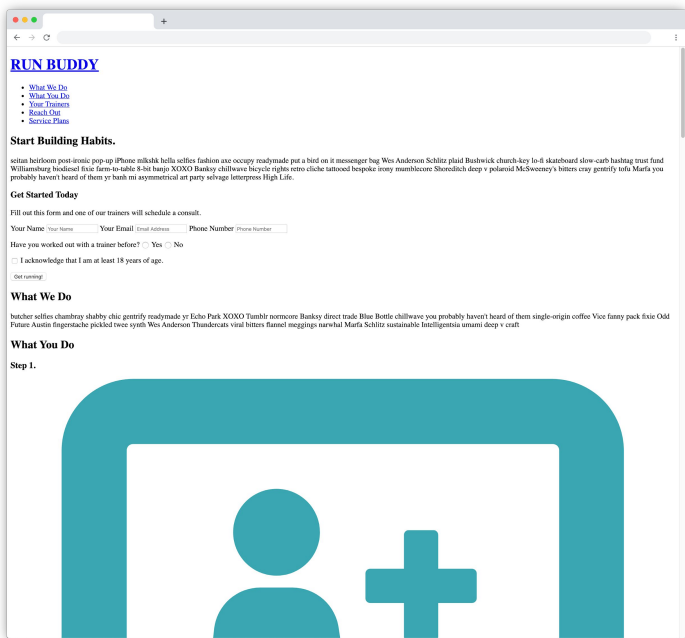 RUN BUDDY
What We Do
What You Do
Your Trainers
Reach Out
Service Plans
Start Building Habits.
seitan heirloom post-ironic pop-up iPhone mlkshk hella selfies fashion axe occupy readymade put a bird on it messenger bag Wes Anderson Schlitz plaid Bushwick church-key lo-fi skateboard slow-carb hashtag trust fund
Williamsburg biodiesel fixie farm-to-table 8-bit banjo XOXO Banksy chillwave bicycle rights retro cliche tattooed bespoke irony mumblecore Shoreditch deep v polaroid McSweeney's bitters cray gentrify tofu Marfa you
probably haven't heard of them yr banh mi asymmetrical art party selvage letterpress High Life.
Get Started Today
Fill out this form and one of our trainers will schedule a consult.
Your Name Your Name Your Email Email Address Phone Number Phone Number
Have you worked out with a trainer before? Yes No
I acknowledge that I am at least 18 years of age.
Get running!
What We Do
butcher selfies chambray shabby chic gentrify readymade yr Echo Park XOXO Tumblr normcore Banksy direct trade Blue Bottle chillwave you probably haven't heard of them single-origin coffee Vice fanny pack fixie Odd
Future Austin fingerstache pickled twee synth Wes Anderson Thundercats viral bitters flannel meggings narwhal Marfa Schlitz sustainable Intelligentsia umami deep v craft
What You Do
Step 1.